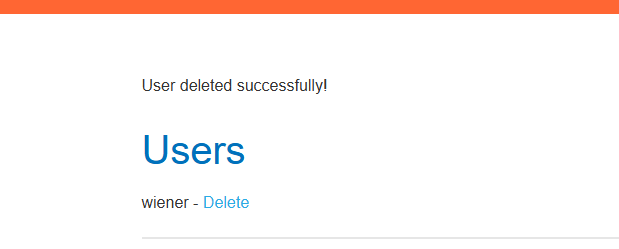 User deleted successfully!
Users
wiener - Delete